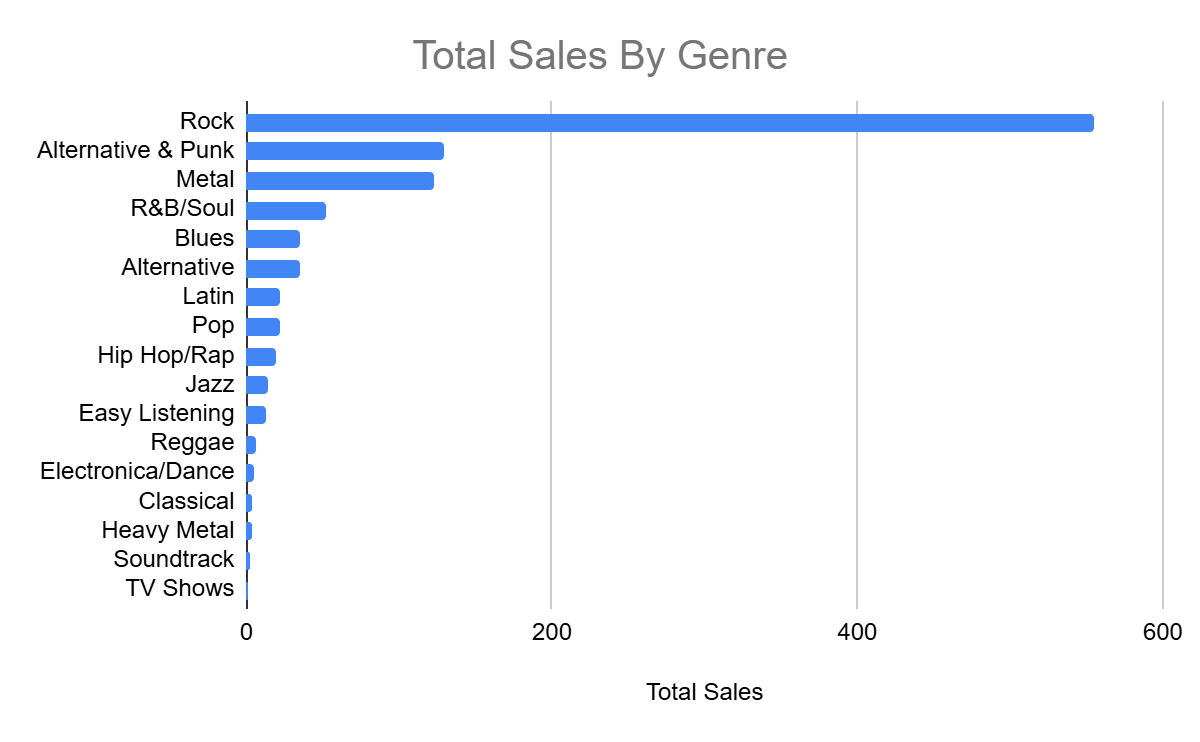 Total Sales By Genre
Rock
Alternative & Punk
Metal
R&B/Soul
Blues
Alternative
Latin
Pop
Hip Hop/Rap
Jazz
Easy Listening
Reggae
Electronica/Dance
Classical
Heavy Metal
Soundtrack
TV Shows
0 200 400 600
Total Sales